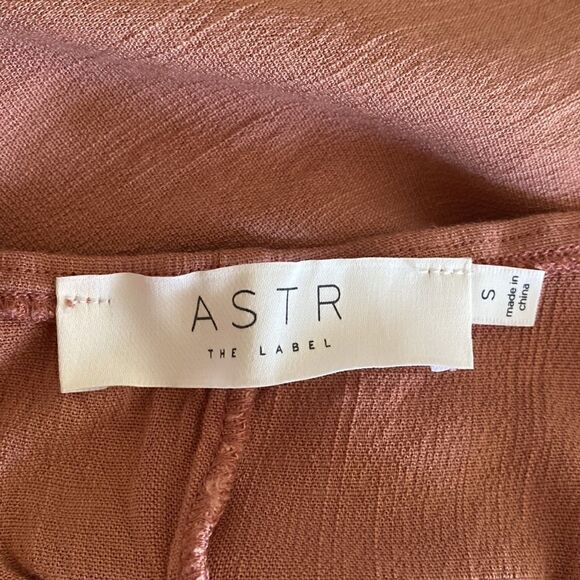 ASTR
THE LABEL
S
made in
china